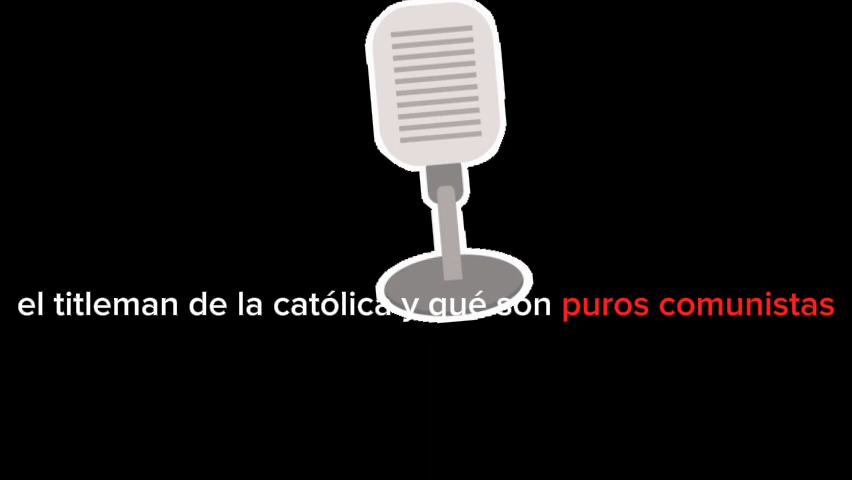 el titleman de la católica y qué son puros comunistas